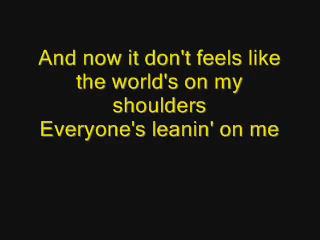 And now it don't feels like
the world's on my
shoulders
Everyone's leanin' on me